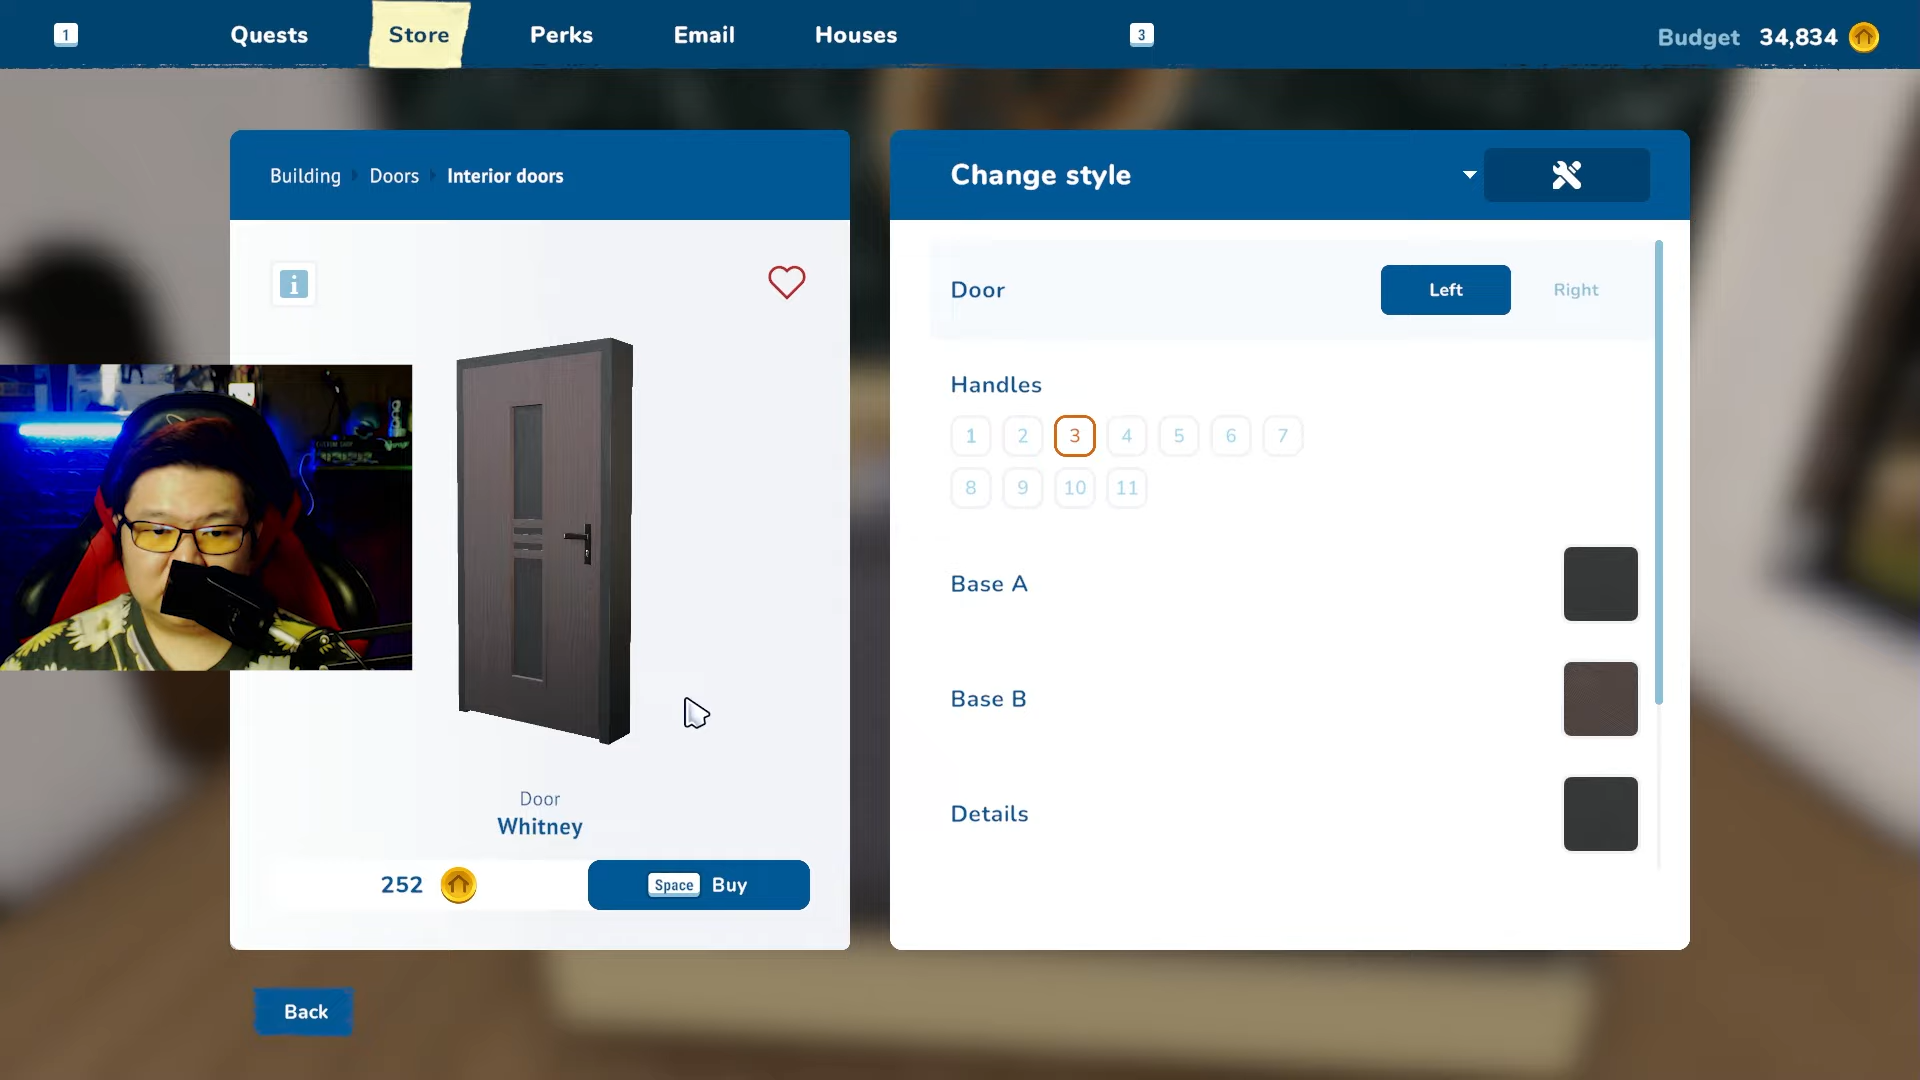 1 Quests Store Perks Email Houses 3 Budget 34,834
Building Doors Interior doors
Change style
i
Door Left Right
Handles
1 2 3 4 5 6 7
8 9 10 11
Base A
Base B
Details
Door
Whitney
252 Space Buy
Back